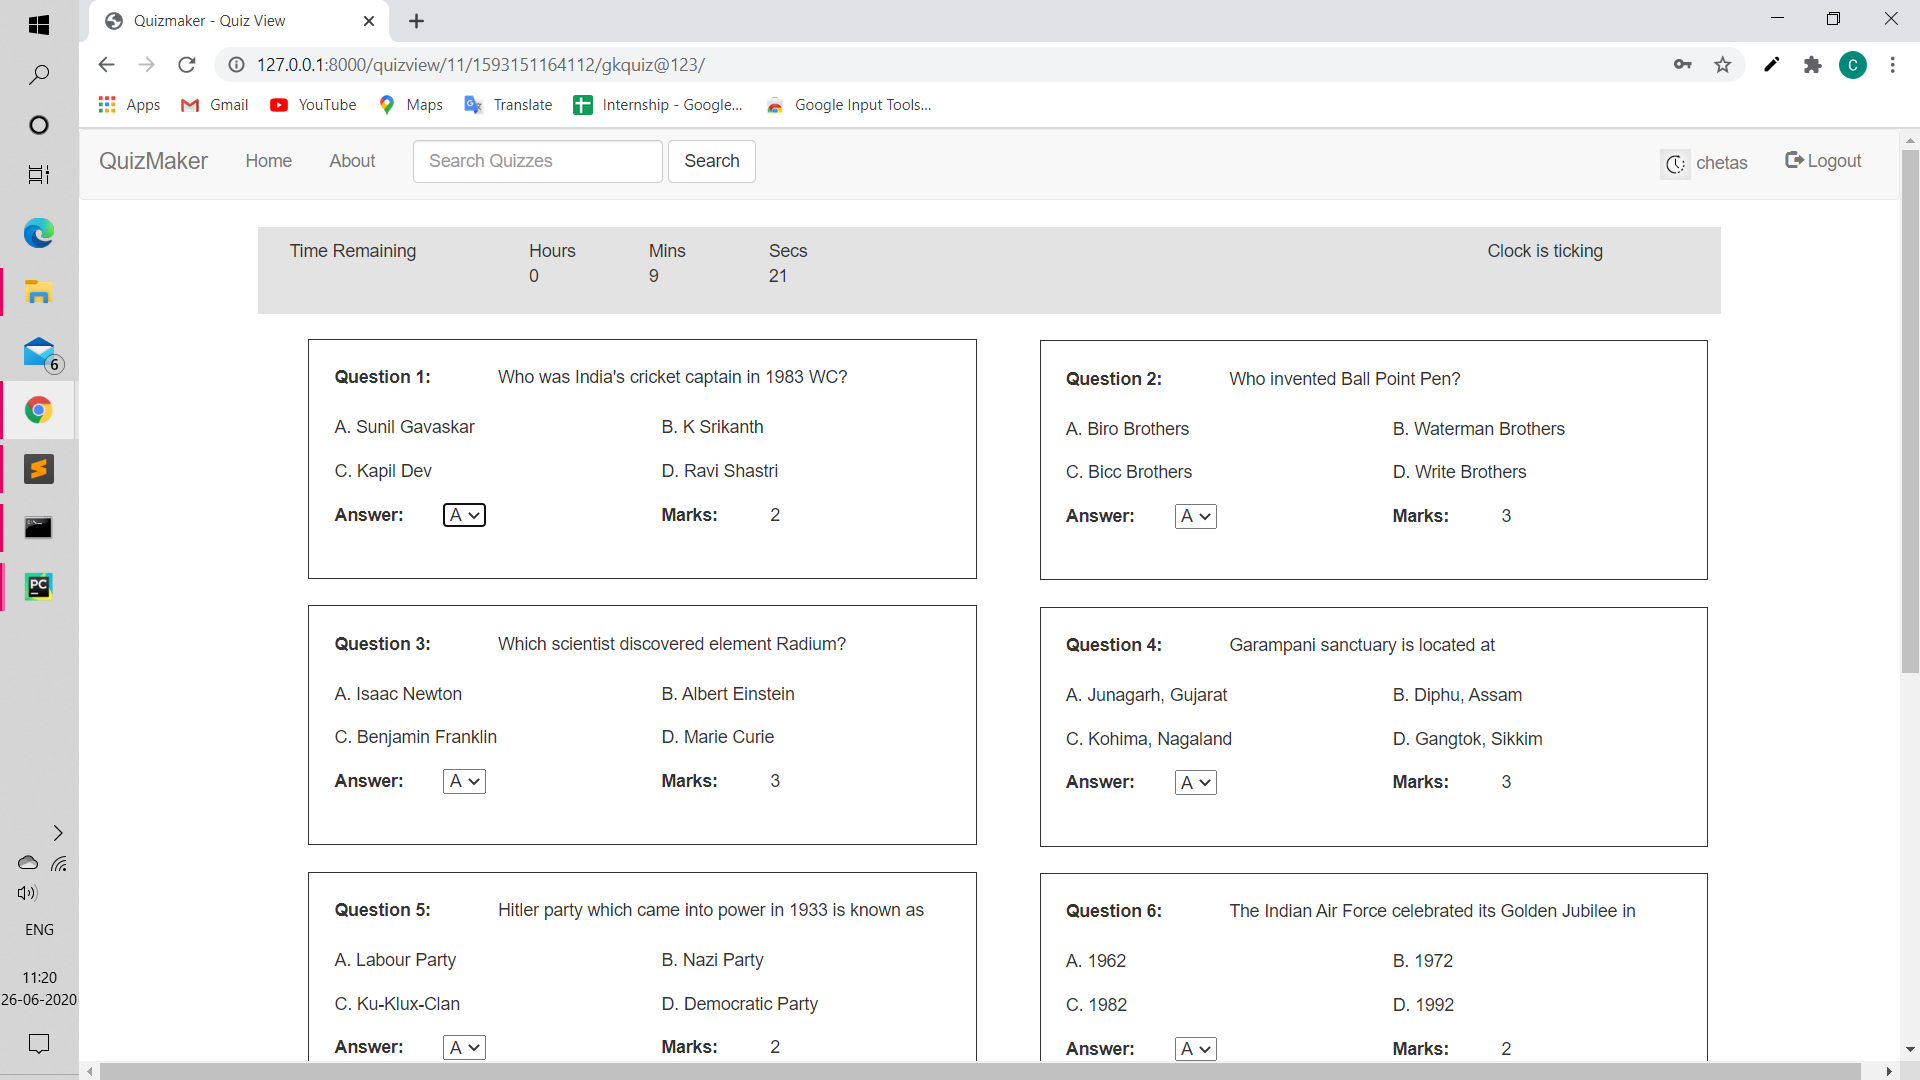 Quizmaker - Quiz View
127.0.0.1:8000/quizview/11/1593151164112/gkquiz@123/
C
Apps Gmail YouTube Maps Translate Internship - Google... Google Input Tools...
QuizMaker Home About Search Quizzes Search chetas Logout
Time Remaining Hours Mins Secs Clock is ticking
0 9 21
Question 1: Who was India's cricket captain in 1983 WC?
A. Sunil Gavaskar B. K Srikanth
C. Kapil Dev D. Ravi Shastri
Answer: A Marks: 2
Question 2: Who invented Ball Point Pen?
A. Biro Brothers B. Waterman Brothers
C. Bicc Brothers D. Write Brothers
Answer: A Marks: 3
Question 3: Which scientist discovered element Radium?
A. Isaac Newton B. Albert Einstein
C. Benjamin Franklin D. Marie Curie
Answer: A Marks: 3
Question 4: Garampani sanctuary is located at
A. Junagarh, Gujarat B. Diphu, Assam
C. Kohima, Nagaland D. Gangtok, Sikkim
Answer: A Marks: 3
Question 5: Hitler party which came into power in 1933 is known as
A. Labour Party B. Nazi Party
C. Ku-Klux-Clan D. Democratic Party
Answer: A Marks: 2
Question 6: The Indian Air Force celebrated its Golden Jubilee in
A. 1962 B. 1972
C. 1982 D. 1992
Answer: A Marks: 2
6
PC
ENG
11:20
26-06-2020